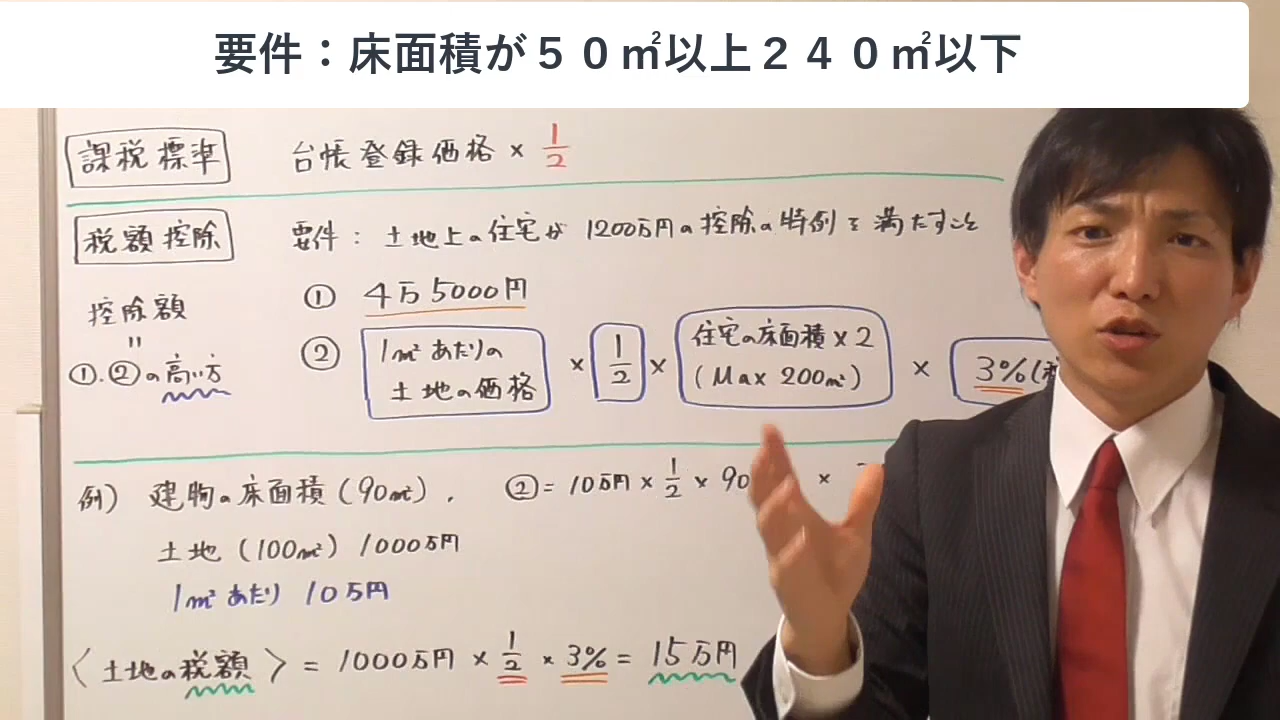 要件：床面積が５０㎡以上２４０㎡以下
課税標準 台帳登録価格 × 1/2
税額控除 要件：土地上の住宅が 1200万円の控除の特例を満たすこと
控除額
＝
①.②の高い方
① 4万5000円
② 1m²あたりの土地の価格 × 1/2 × 住宅の床面積×2 (Max 200m²) × 3%
例) 建物の床面積 (90m²). ②= 10万円 × 1/2 × 90 ×
土地 (100m²) 1000万円
1m²あたり 10万円
〈土地の税額〉 = 1000万円 × 1/2 × 3% = 15万円